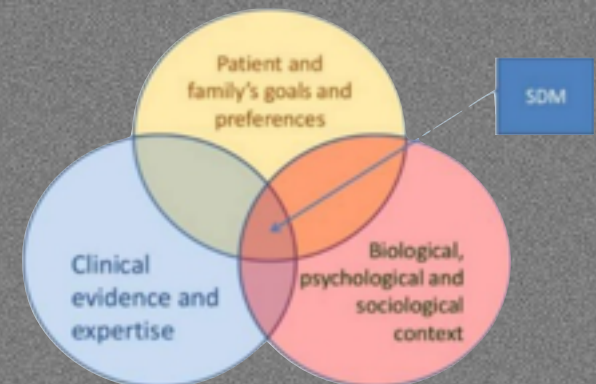 Patient and
family's goals and
preferences
SDM
Clinical
evidence and
expertise
Biological,
psychological and
sociological
context